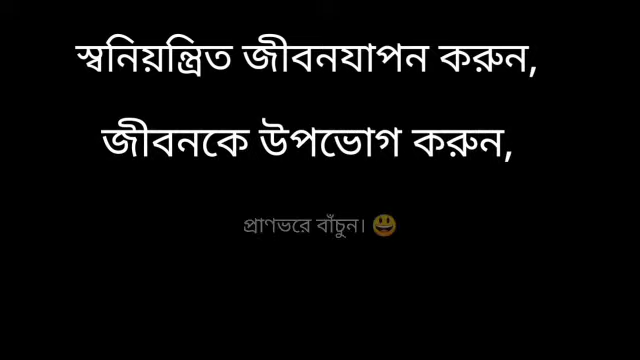 স্বনিয়ন্ত্রিত জীবনযাপন করুন,
জীবনকে উপভোগ করুন,
প্রাণভরে বাঁচুন। 😃